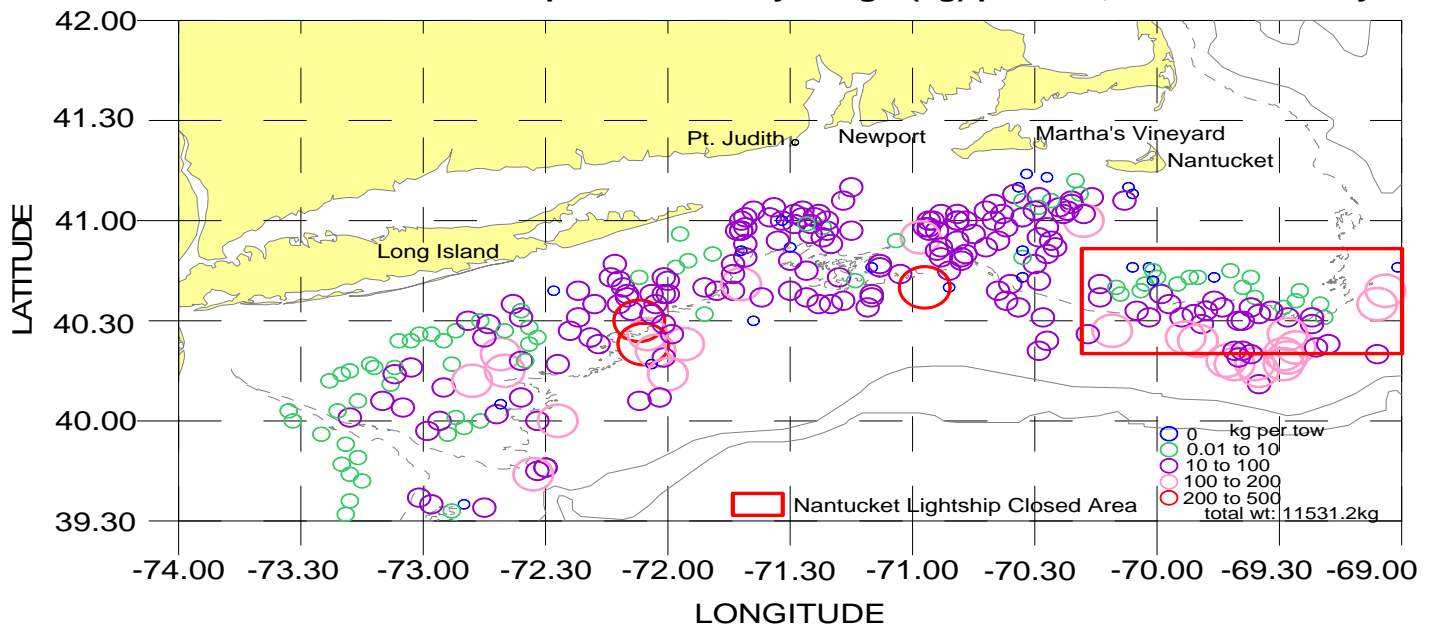 42.00
41.30
41.00
40.30
40.00
39.30
LATITUDE
Pt. Judith
Newport
Martha's Vineyard
Nantucket
Long Island
kg per tow
0
0.01 to 10
10 to 100
100 to 200
200 to 500
total wt: 11531.2kg
Nantucket Lightship Closed Area
-74.00 -73.30 -73.00 -72.30 -72.00 -71.30 -71.00 -70.30 -70.00 -69.30 -69.00
LONGITUDE